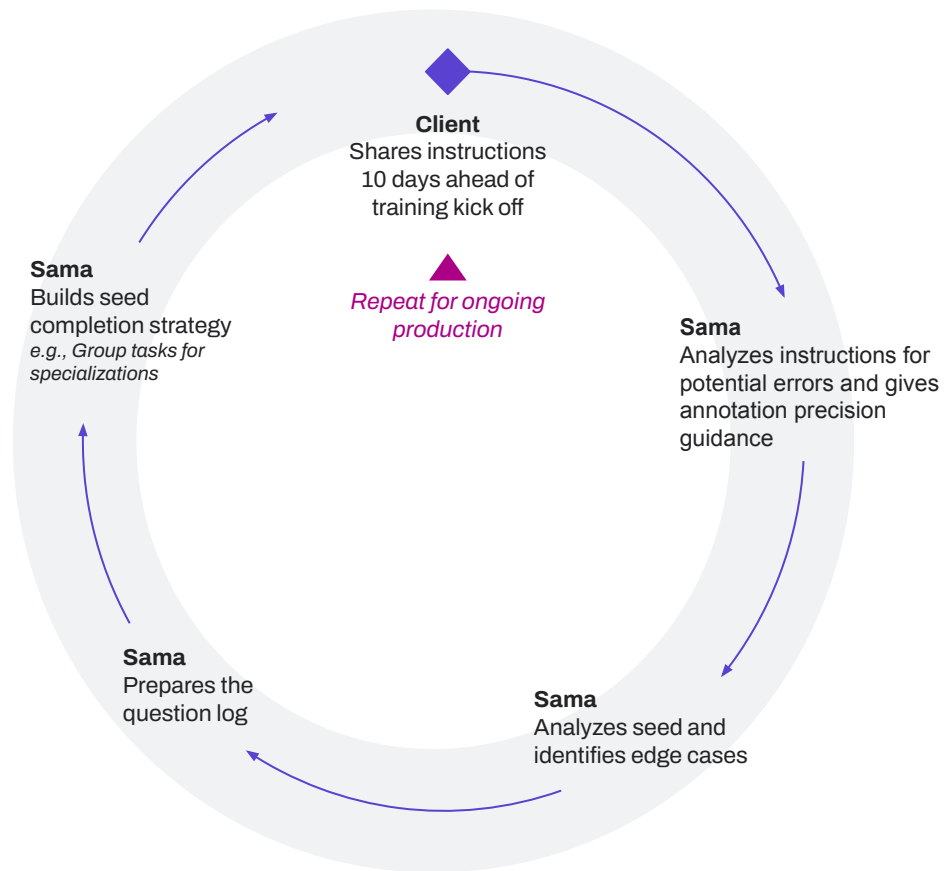 Client
Shares instructions
10 days ahead of
training kick off
Repeat for ongoing
production
Sama
Analyzes instructions for
potential errors and gives
annotation precision
guidance
Sama
Analyzes seed and
identifies edge cases
Sama
Prepares the
question log
Sama
Builds seed
completion strategy
e.g., Group tasks for
specializations